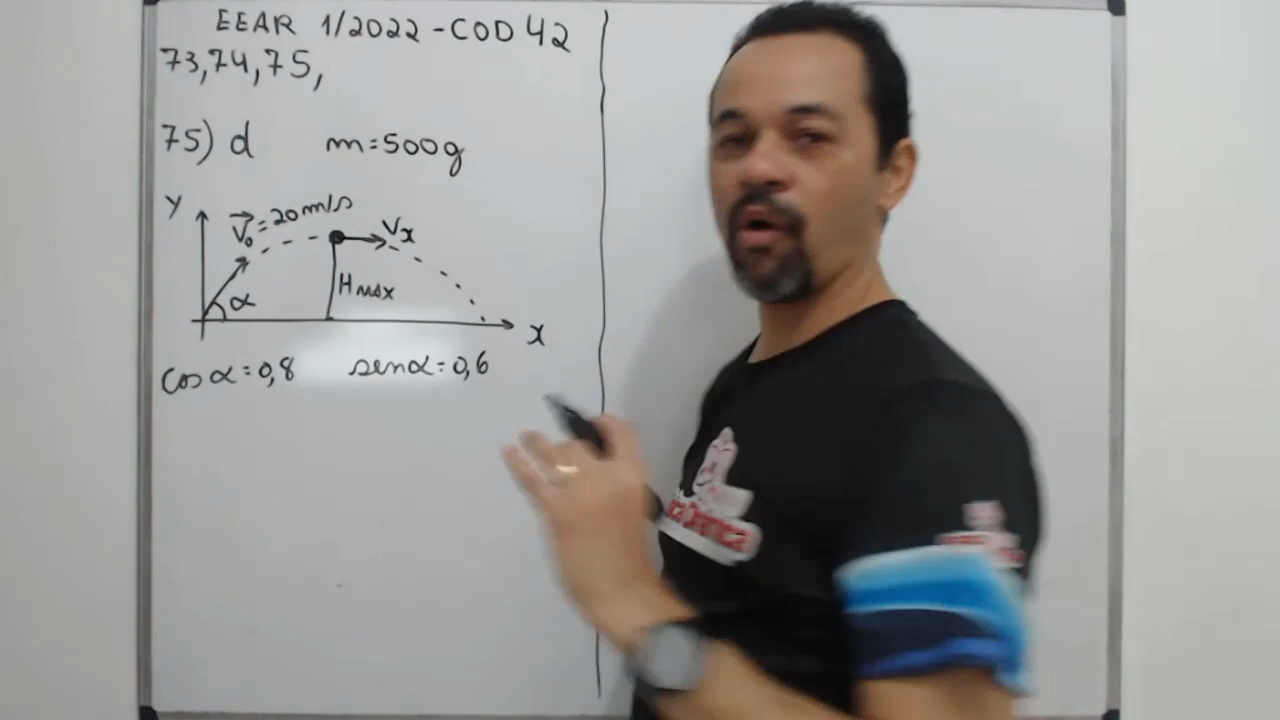 EEAR 1/2022 - COD 42
73, 74, 75,
75) d m = 500g
y
V₀ = 20 m/s
Vx
α
Hmax
x
cos α = 0,8 sen α = 0,6